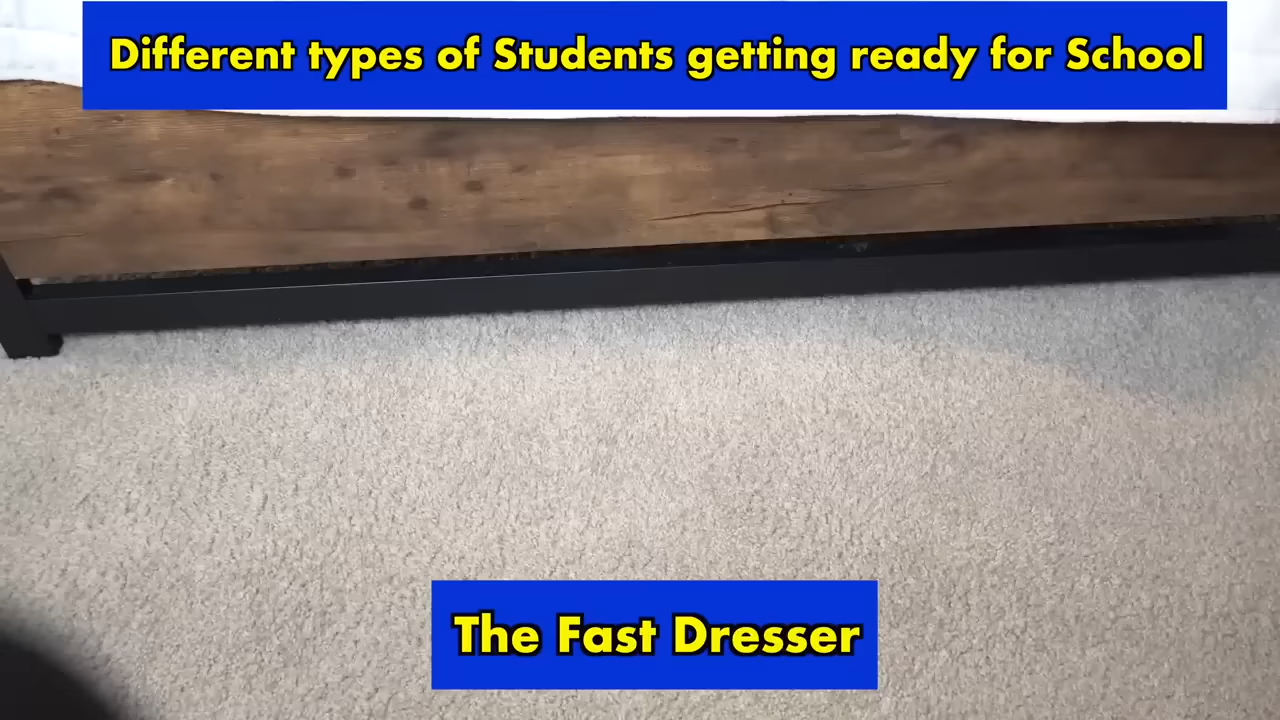 Different types of Students getting ready for School
The Fast Dresser